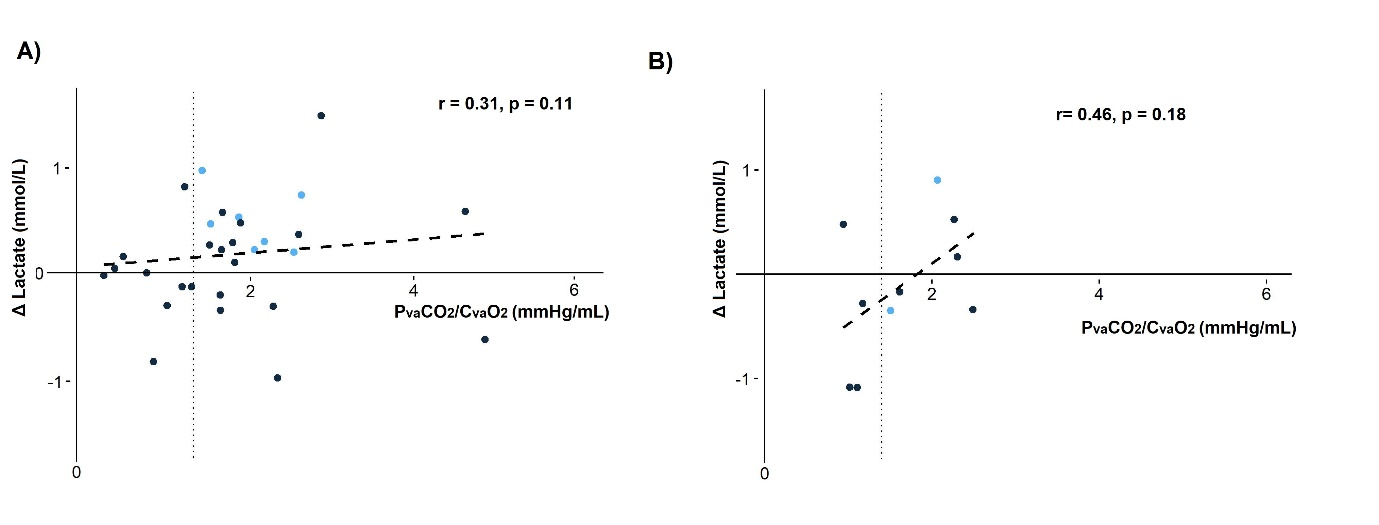 A)
r = 0.31, p = 0.11
Δ Lactate (mmol/L)
1
0
-1
2
4
6
PvaCO2/CvaO2 (mmHg/mL)
0
B)
r= 0.46, p = 0.18
Δ Lactate (mmol/L)
1
0
-1
2
4
6
PvaCO2/CvaO2 (mmHg/mL)
0